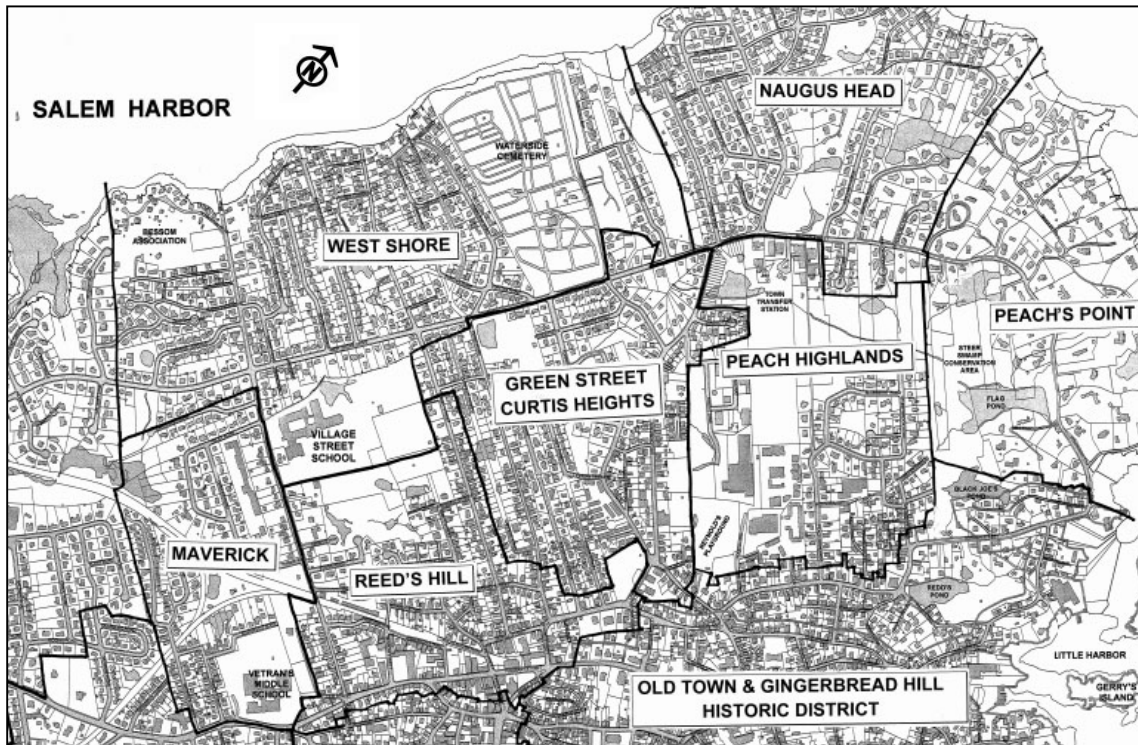 N
SALEM HARBOR
NAUGUS HEAD
WATERSIDE
CEMETERY
BESSOM
ASSOCIATION
WEST SHORE
TOWN
TRANSFER
STATION
PEACH'S POINT
PEACH HIGHLANDS
STEER
SWAMP
CONSERVATION
AREA
GREEN STREET
CURTIS HEIGHTS
FLAG
POND
VILLAGE
STREET
SCHOOL
BLACK JOE'S
POND
REYNOLD'S
PLAYGROUND
MAVERICK
REED'S HILL
REDD'S
POND
VETRAN'S
MIDDLE
SCHOOL
LITTLE HARBOR
OLD TOWN & GINGERBREAD HILL
HISTORIC DISTRICT
GERRY'S
ISLAND